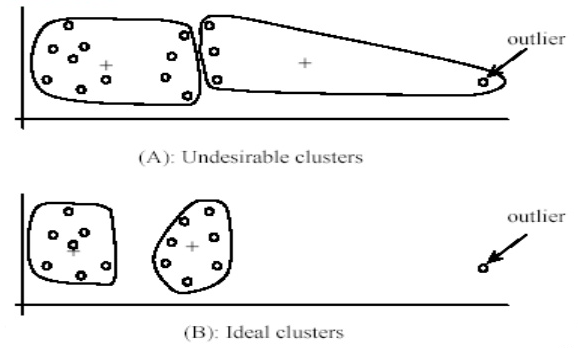 outlier
(A): Undesirable clusters
outlier
(B): Ideal clusters